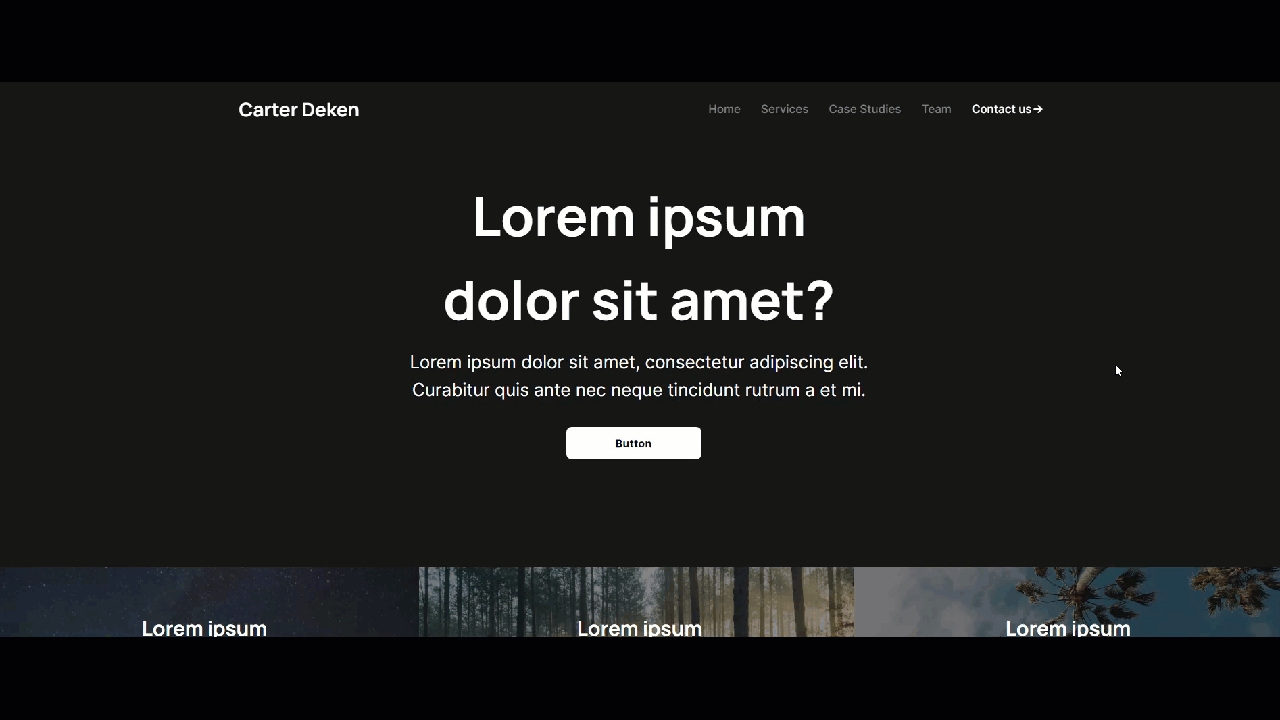 Carter Deken
Home Services Case Studies Team Contact us→
Lorem ipsum
dolor sit amet?
Lorem ipsum dolor sit amet, consectetur adipiscing elit.
Curabitur quis ante nec neque tincidunt rutrum a et mi.
Button
Lorem ipsum Lorem ipsum Lorem ipsum